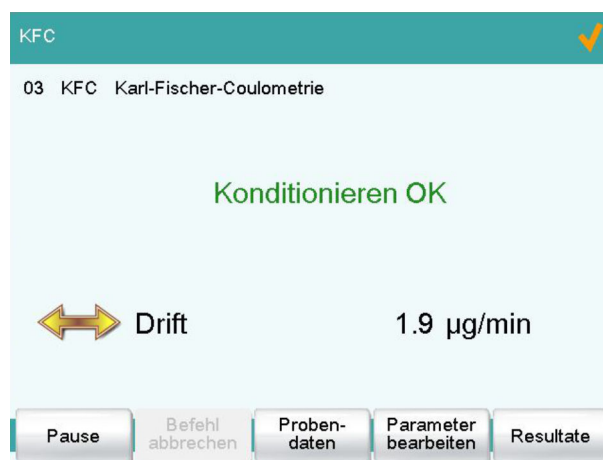 KFC
03 KFC Karl-Fischer-Coulometrie
Konditionieren OK
Drift 1.9 µg/min
Pause
Befehl
abbrechen
Proben-
daten
Parameter
bearbeiten
Resultate